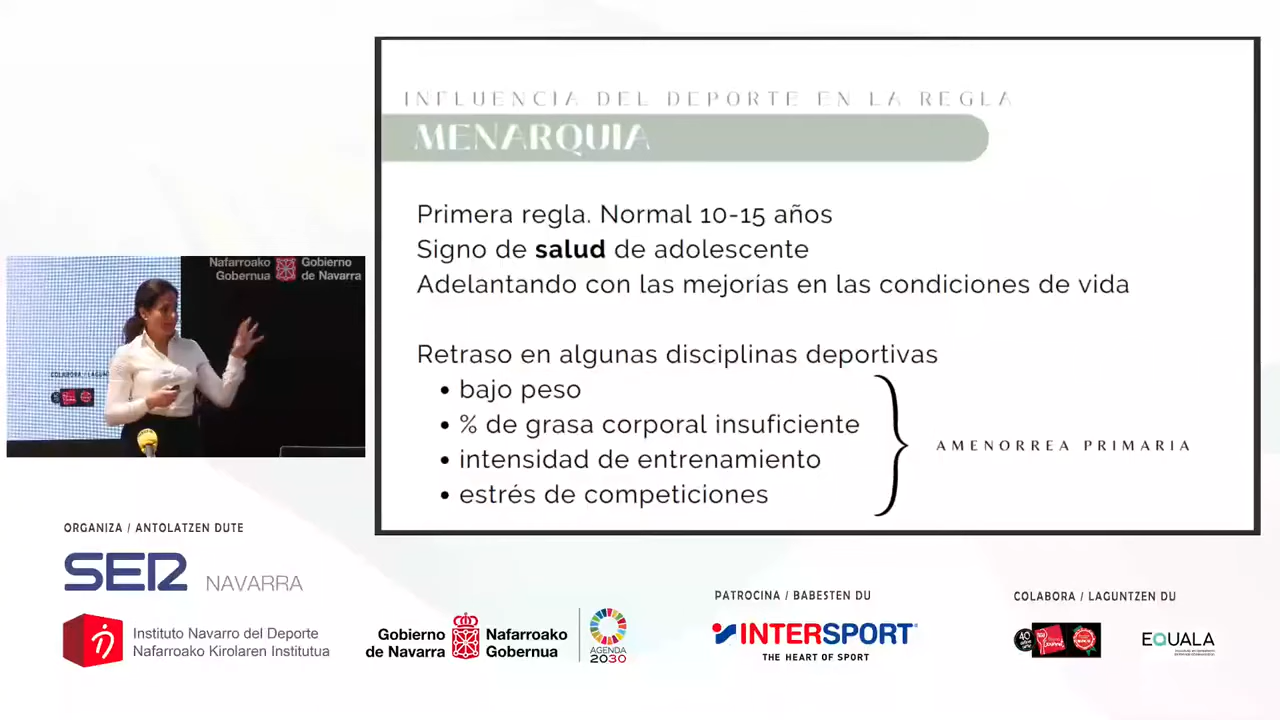 INFLUENCIA DEL DEPORTE EN LA REGLA
MENARQUIA
Primera regla. Normal 10-15 años
Signo de salud de adolescente
Adelantando con las mejorías en las condiciones de vida
Retraso en algunas disciplinas deportivas
• bajo peso
• % de grasa corporal insuficiente
• intensidad de entrenamiento
• estrés de competiciones
AMENORREA PRIMARIA
Nafarroako Gobernua
Gobierno de Navarra
COLABORA / LAGUN
ORGANIZA / ANTOLATZEN DUTE
SER NAVARRA
Instituto Navarro del Deporte
Nafarroako Kirolaren Institutua
Gobierno de Navarra
Nafarroako Gobernua
AGENDA 2030
PATROCINA / BABESTEN DU
INTERSPORT
THE HEART OF SPORT
COLABORA / LAGUNTZEN DU
40
EQUALA